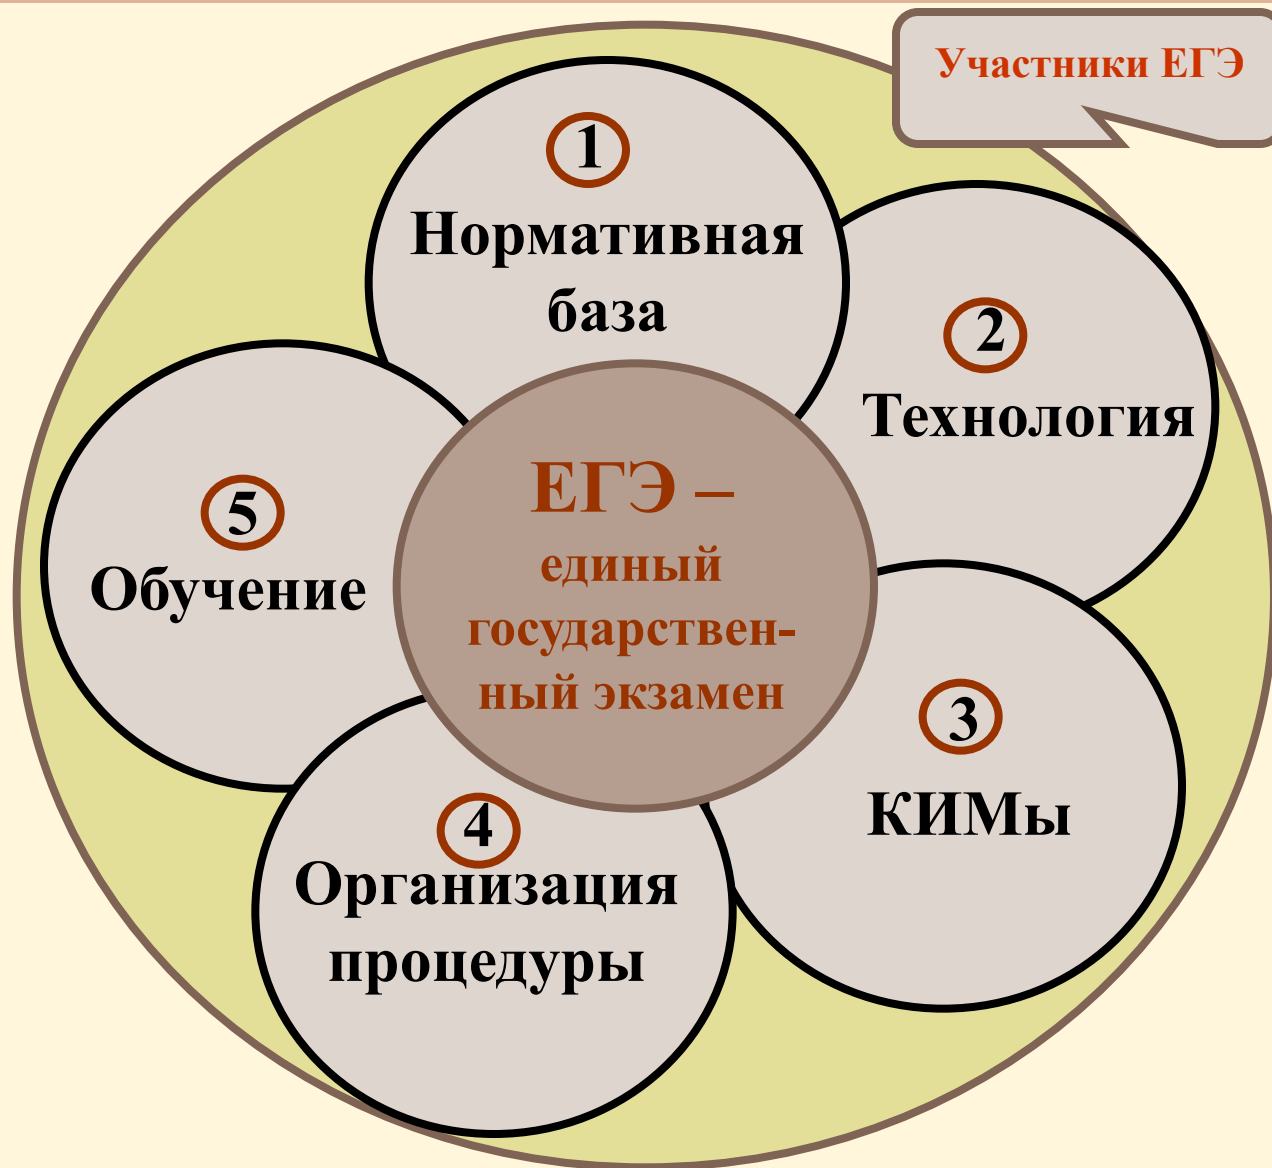 Участники ЕГЭ
1
Нормативная
база
2
Технология
ЕГЭ –
единый
государствен-
ный экзамен
3
КИМы
4
Организация
процедуры
5
Обучение